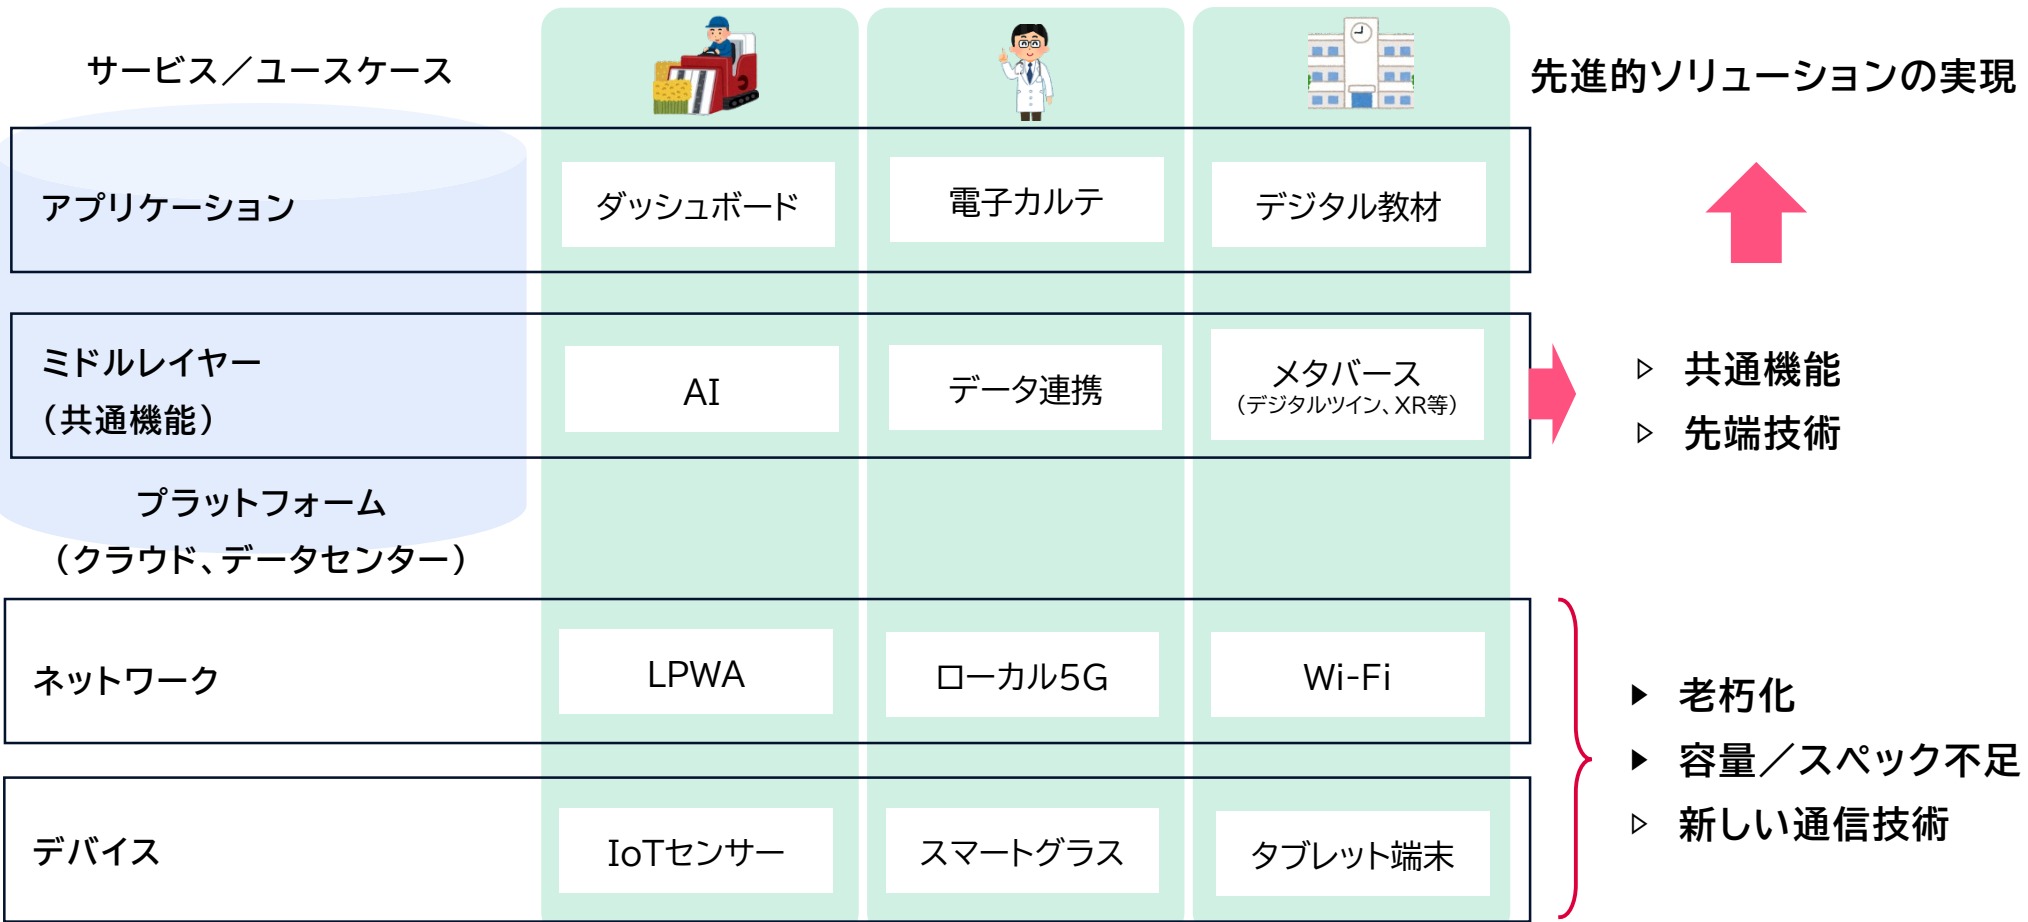 サービス／ユースケース
先進的ソリューションの実現
アプリケーション
ダッシュボード
電子カルテ
デジタル教材
ミドルレイヤー
（共通機能）
AI
データ連携
メタバース
（デジタルツイン、XR等）
▷ 共通機能
▷ 先端技術
プラットフォーム
（クラウド、データセンター）
ネットワーク
LPWA
ローカル5G
Wi-Fi
▶ 老朽化
▶ 容量／スペック不足
▷ 新しい通信技術
デバイス
IoTセンサー
スマートグラス
タブレット端末